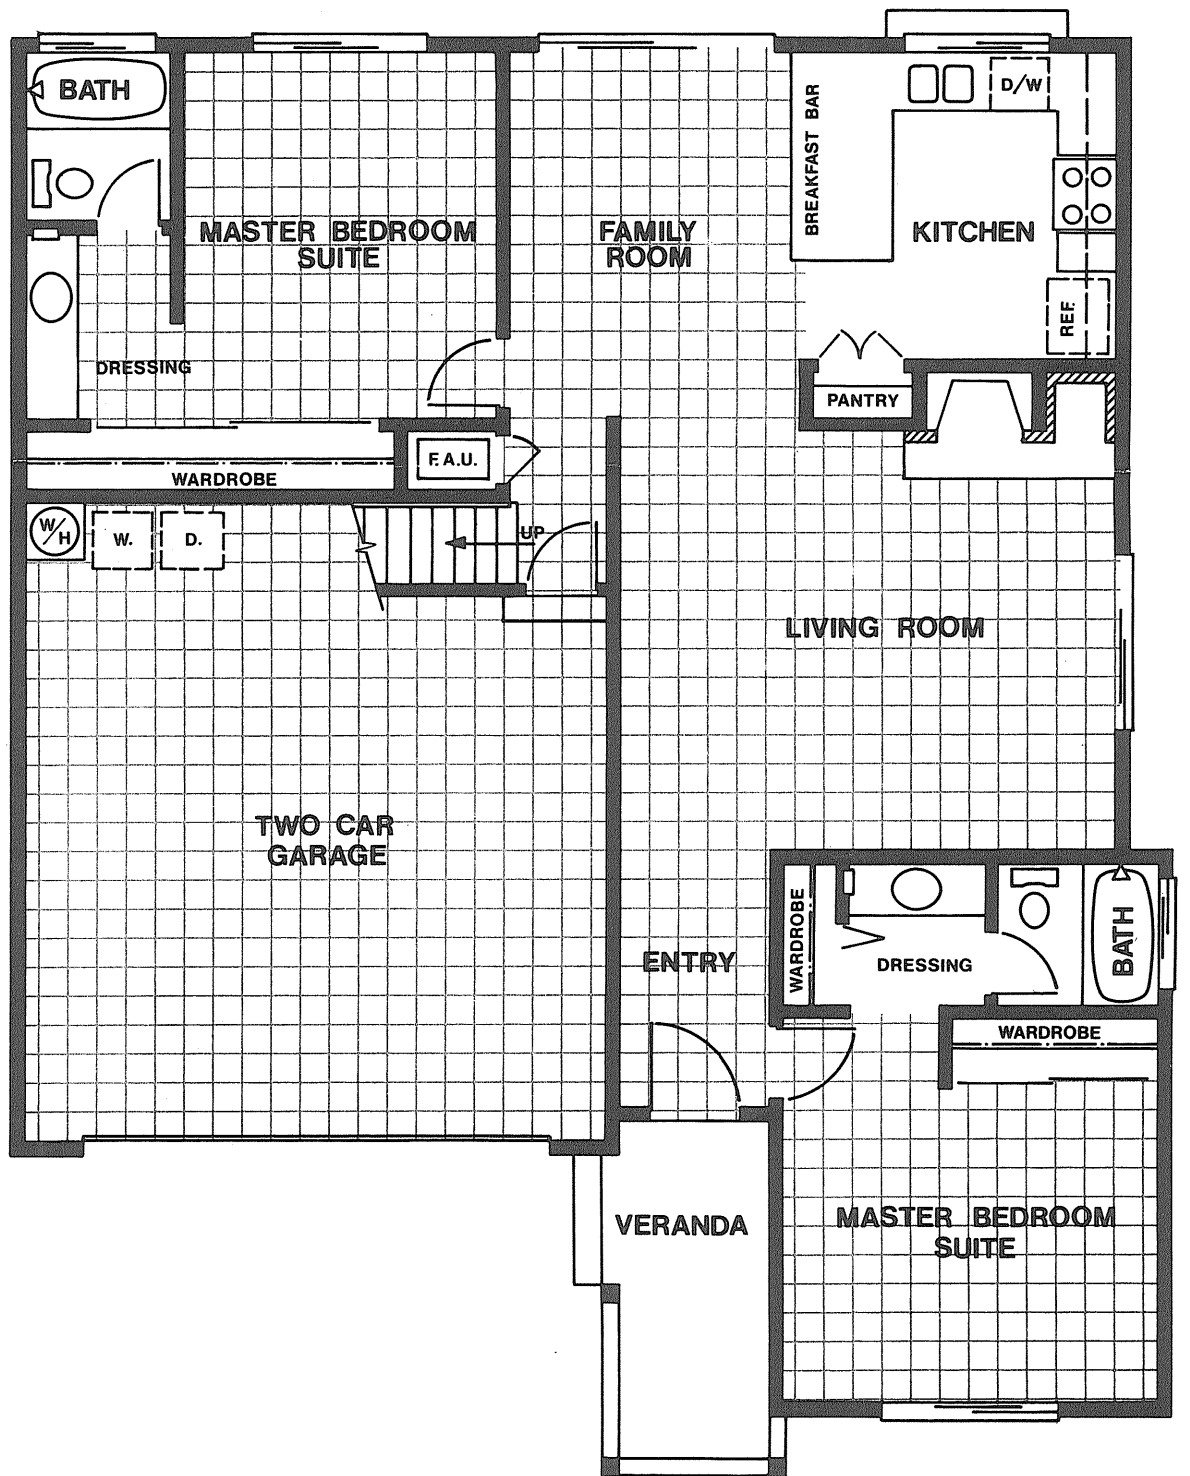 BATH
D/W
BREAKFAST BAR
MASTER BEDROOM
SUITE
FAMILY
ROOM
KITCHEN
REF.
DRESSING
PANTRY
F.A.U.
WARDROBE
W/H
W.
D.
UP
LIVING ROOM
TWO CAR
GARAGE
WARDROBE
ENTRY
DRESSING
BATH
WARDROBE
VERANDA
MASTER BEDROOM
SUITE